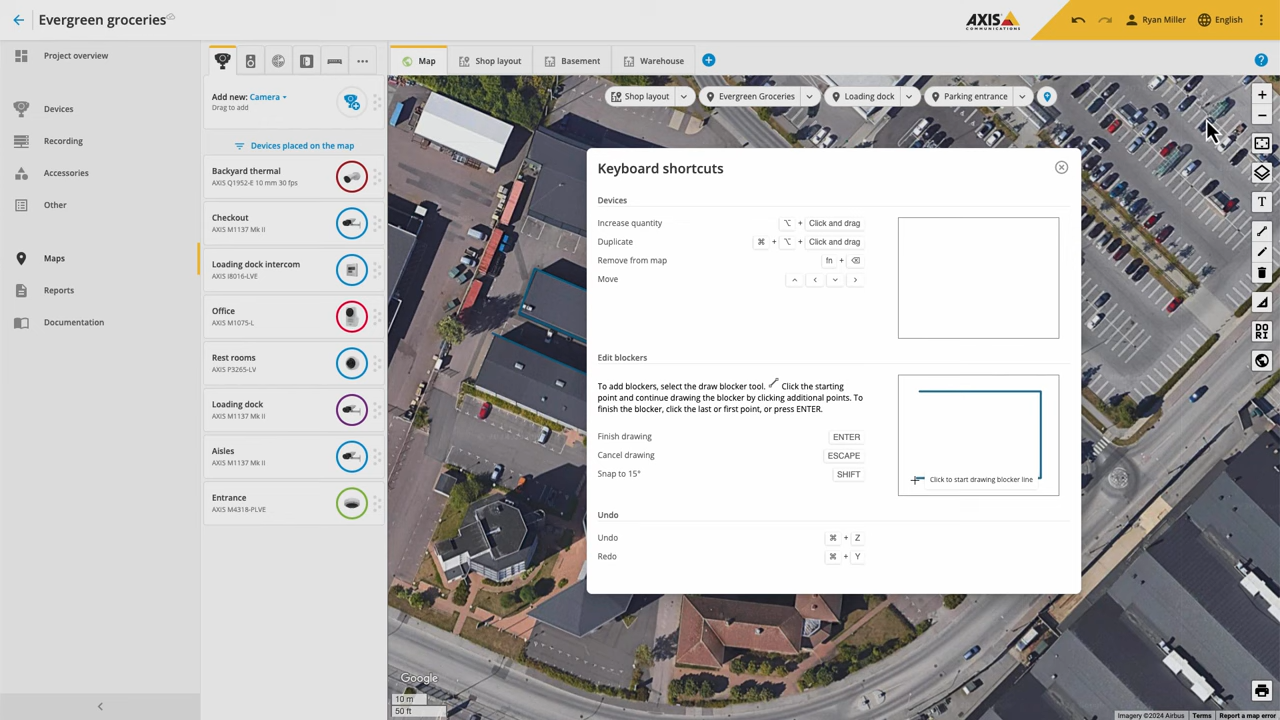 Evergreen groceries
AXIS
COMMUNICATIONS
Ryan Miller
English
Project overview
Devices
Recording
Accessories
Other
Maps
Reports
Documentation
Add new: Camera
Drag to add
Devices placed on the map
Backyard thermal
AXIS Q1952-E 10 mm 30 fps
Checkout
AXIS M1137 Mk II
Loading dock intercom
AXIS I8016-LVE
Office
AXIS M1075-L
Rest rooms
AXIS P3265-LV
Loading dock
AXIS M1137 Mk II
Aisles
AXIS M1137 Mk II
Entrance
AXIS M4318-PLVE
Map
Shop layout
Basement
Warehouse
?
Shop layout
Evergreen Groceries
Loading dock
Parking entrance
T
DO
RI
Keyboard shortcuts
Devices
Increase quantity
⌥ + Click and drag
Duplicate
⌘ + ⌥ + Click and drag
Remove from map
fn + ⌫
Move
Edit blockers
To add blockers, select the draw blocker tool. Click the starting
point and continue drawing the blocker by clicking additional points. To
finish the blocker, click the last or first point, or press ENTER.
Finish drawing
ENTER
Cancel drawing
ESCAPE
Snap to 15°
SHIFT
Click to start drawing blocker line
Undo
Undo
⌘ + Z
Redo
⌘ + Y
Google
10 m
50 ft
Imagery ©2024 Airbus
Terms
Report a map error